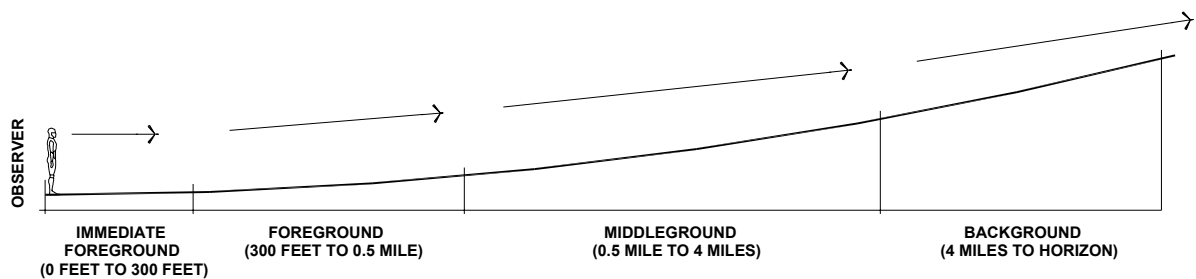 OBSERVER
IMMEDIATE
FOREGROUND
(0 FEET TO 300 FEET)
FOREGROUND
(300 FEET TO 0.5 MILE)
MIDDLEGROUND
(0.5 MILE TO 4 MILES)
BACKGROUND
(4 MILES TO HORIZON)